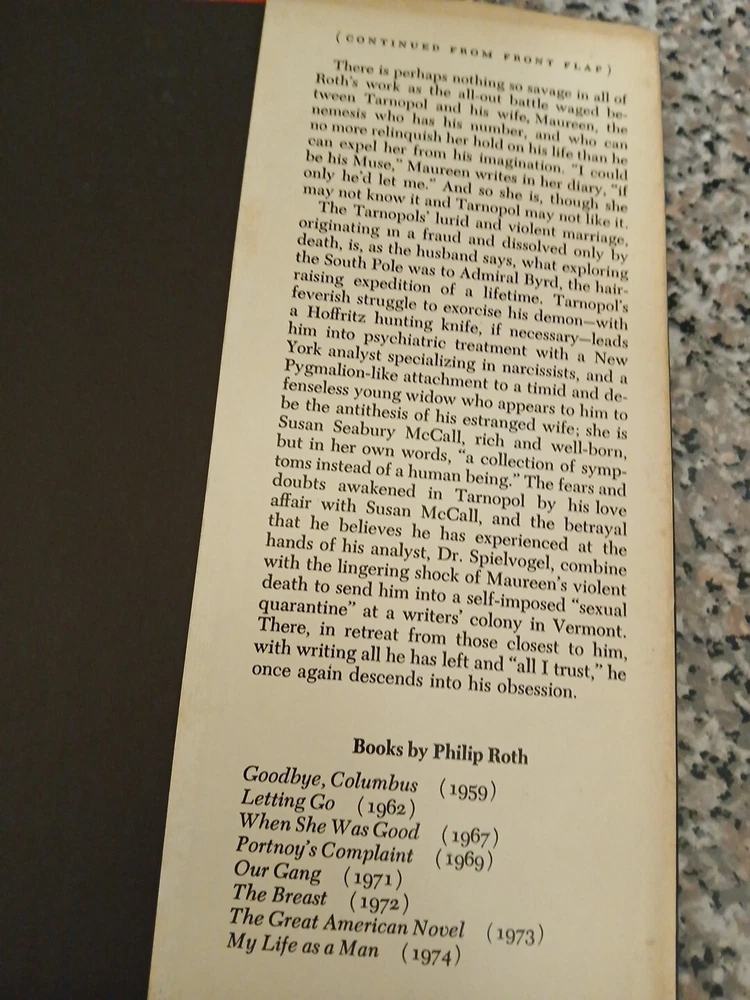 (CONTINUED FROM FRONT FLAP)
There is perhaps nothing so savage in all of
Roth's work as the all-out battle waged be-
tween Tarnopol and his wife, Maureen, the
nemesis who has his number, and who can
no more relinquish her hold on his life than he
can expel her from his imagination. "I could
be his Muse," Maureen writes in her diary, "if
only he'd let me." And so she is, though she
may not know it and Tarnopol may not like it.
The Tarnopols' lurid and violent marriage,
originating in a fraud and dissolved only by
death, is, as the husband says, what exploring
the South Pole was to Admiral Byrd, the hair-
raising expedition of a lifetime. Tarnopol's
feverish struggle to exorcise his demon—with
a Hoffritz hunting knife, if necessary—leads
him into psychiatric treatment with a New
York analyst specializing in narcissists, and a
Pygmalion-like attachment to a timid and de-
fenseless young widow who appears to him to
be the antithesis of his estranged wife; she is
Susan Seabury McCall, rich and well-born,
but in her own words, "a collection of symp-
toms instead of a human being." The fears and
doubts awakened in Tarnopol by his love
affair with Susan McCall, and the betrayal
that he believes he has experienced at the
hands of his analyst, Dr. Spielvogel, combine
with the lingering shock of Maureen's violent
death to send him into a self-imposed "sexual
quarantine" at a writers' colony in Vermont.
There, in retreat from those closest to him,
with writing all he has left and "all I trust," he
once again descends into his obsession.
Books by Philip Roth
Goodbye, Columbus (1959)
Letting Go (1962)
When She Was Good (1967)
Portnoy's Complaint (1969)
Our Gang (1971)
The Breast (1972)
The Great American Novel (1973)
My Life as a Man (1974)